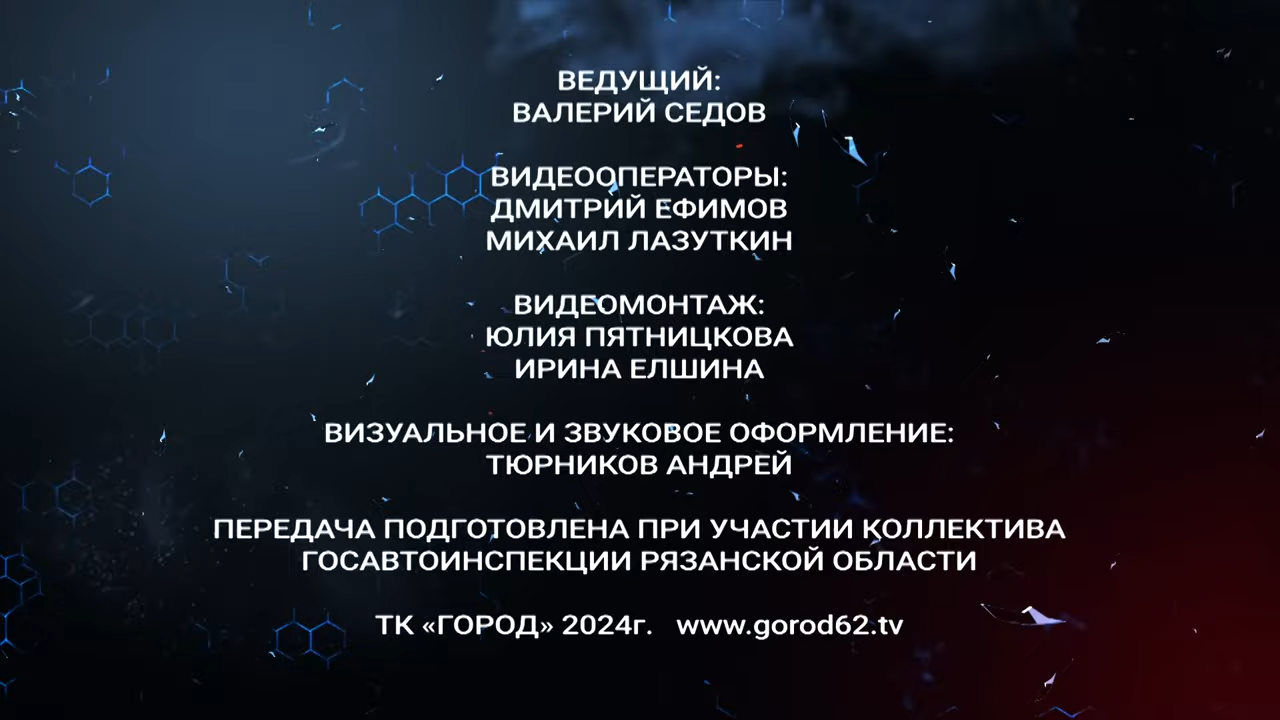 ВЕДУЩИЙ:
ВАЛЕРИЙ СЕДОВ
ВИДЕООПЕРАТОРЫ:
ДМИТРИЙ ЕФИМОВ
МИХАИЛ ЛАЗУТКИН
ВИДЕОМОНТАЖ:
ЮЛИЯ ПЯТНИЦКОВА
ИРИНА ЕЛШИНА
ВИЗУАЛЬНОЕ И ЗВУКОВОЕ ОФОРМЛЕНИЕ:
ТЮРНИКОВ АНДРЕЙ
ПЕРЕДАЧА ПОДГОТОВЛЕНА ПРИ УЧАСТИИ КОЛЛЕКТИВА
ГОСАВТОИНСПЕКЦИИ РЯЗАНСКОЙ ОБЛАСТИ
ТК «ГОРОД» 2024г. www.gorod62.tv